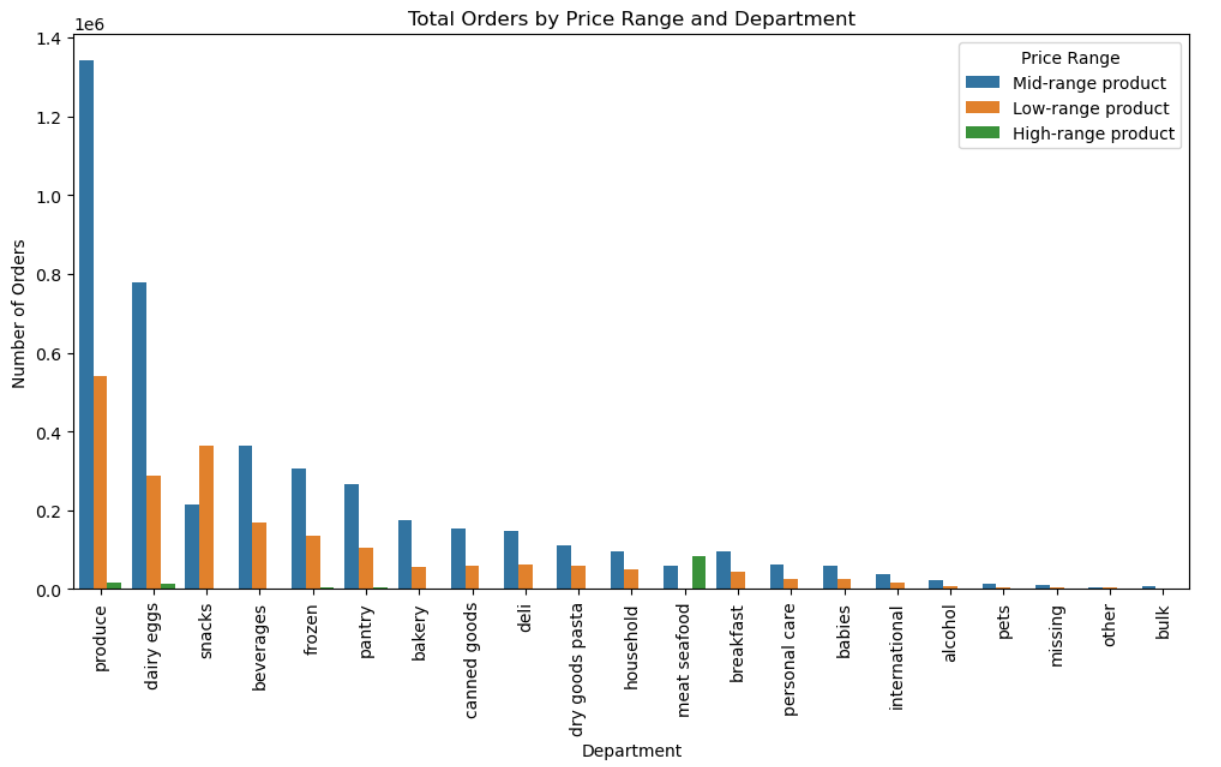 Total Orders by Price Range and Department
1e6
1.4
1.2
1.0
0.8
0.6
0.4
0.2
0.0
Number of Orders
Price Range
Mid-range product
Low-range product
High-range product
produce
dairy eggs
snacks
beverages
frozen
pantry
bakery
canned goods
deli
dry goods pasta
household
meat seafood
breakfast
personal care
babies
international
alcohol
pets
missing
other
bulk
Department